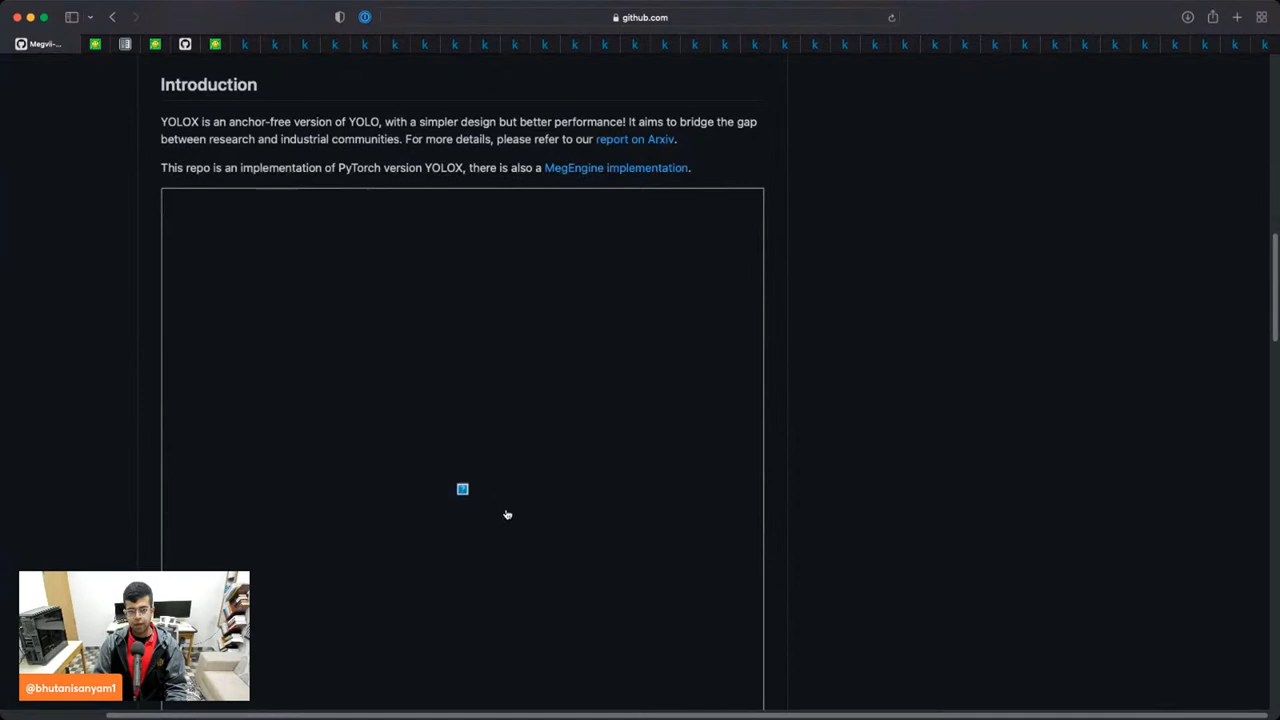 github.com
Megvii-...
Introduction
YOLOX is an anchor-free version of YOLO, with a simpler design but better performance! It aims to bridge the gap
between research and industrial communities. For more details, please refer to our report on Arxiv.
This repo is an implementation of PyTorch version YOLOX, there is also a MegEngine implementation.
@bhutanisanyam1